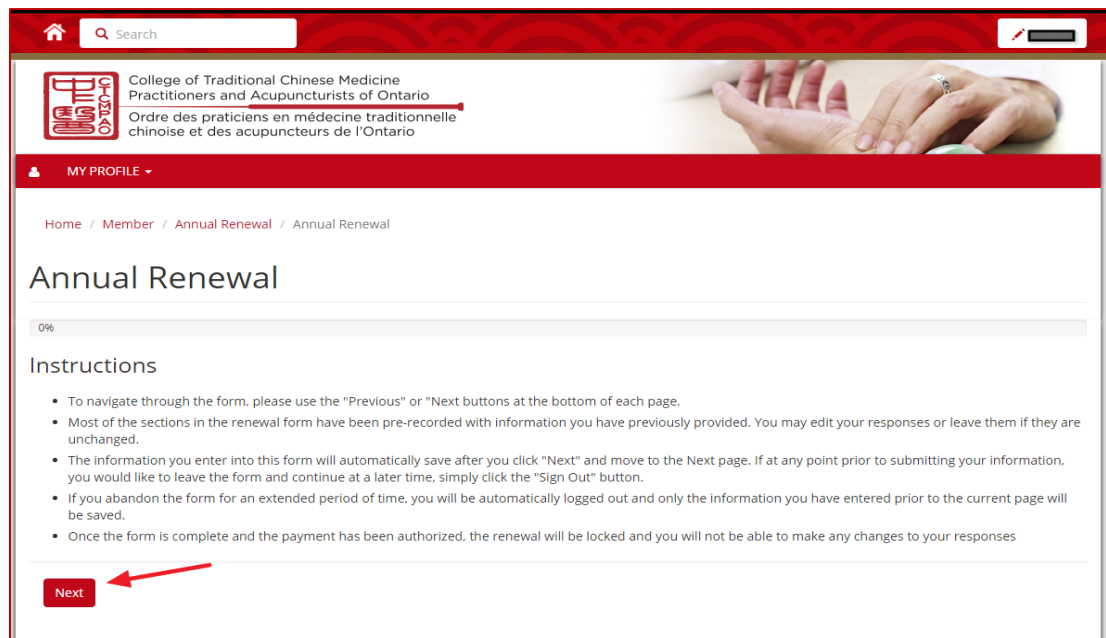 Search
CTCMPAO
College of Traditional Chinese Medicine
Practitioners and Acupuncturists of Ontario
Ordre des praticiens en médecine traditionnelle
chinoise et des acupuncteurs de l'Ontario
MY PROFILE
Home / Member / Annual Renewal / Annual Renewal
Annual Renewal
0%
Instructions
• To navigate through the form, please use the "Previous" or "Next buttons at the bottom of each page.
• Most of the sections in the renewal form have been pre-recorded with information you have previously provided. You may edit your responses or leave them if they are
unchanged.
• The information you enter into this form will automatically save after you click "Next" and move to the Next page. If at any point prior to submitting your information,
you would like to leave the form and continue at a later time, simply click the "Sign Out" button.
• If you abandon the form for an extended period of time, you will be automatically logged out and only the information you have entered prior to the current page will
be saved.
• Once the form is complete and the payment has been authorized, the renewal will be locked and you will not be able to make any changes to your responses
Next